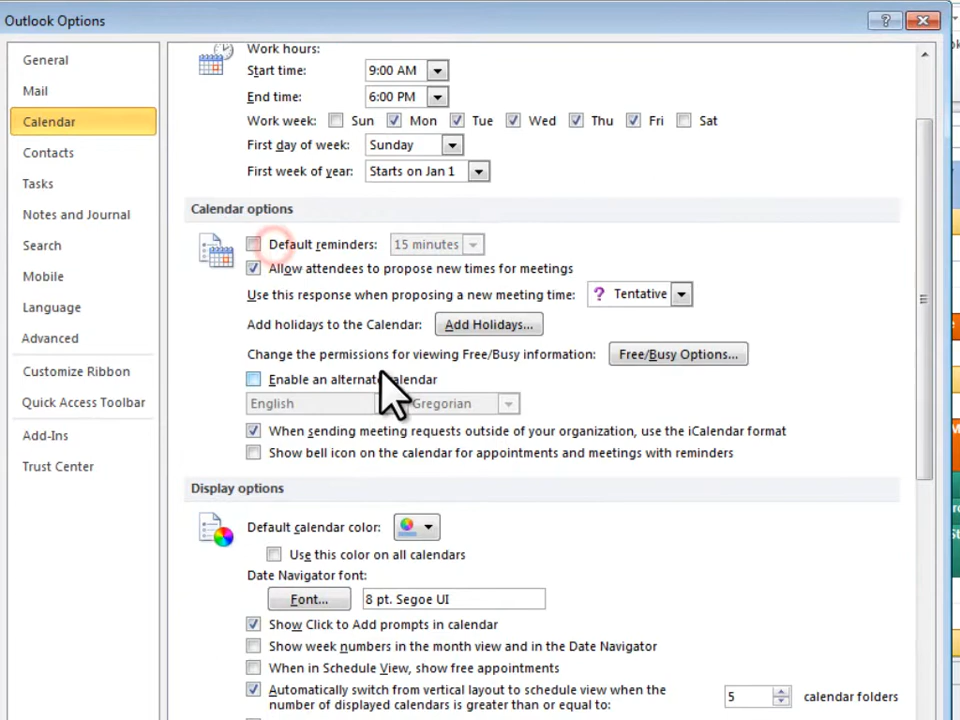 Outlook Options
General
Mail
Calendar
Contacts
Tasks
Notes and Journal
Search
Mobile
Language
Advanced
Customize Ribbon
Quick Access Toolbar
Add-Ins
Trust Center
Work hours:
Start time: 9:00 AM
End time: 6:00 PM
Work week: Sun Mon Tue Wed Thu Fri Sat
First day of week: Sunday
First week of year: Starts on Jan 1
Calendar options
Default reminders: 15 minutes
Allow attendees to propose new times for meetings
Use this response when proposing a new meeting time: ? Tentative
Add holidays to the Calendar: Add Holidays...
Change the permissions for viewing Free/Busy information: Free/Busy Options...
Enable an alternate calendar
English Gregorian
When sending meeting requests outside of your organization, use the iCalendar format
Show bell icon on the calendar for appointments and meetings with reminders
Display options
Default calendar color:
Use this color on all calendars
Date Navigator font:
Font... 8 pt. Segoe UI
Show Click to Add prompts in calendar
Show week numbers in the month view and in the Date Navigator
When in Schedule View, show free appointments
Automatically switch from vertical layout to schedule view when the
number of displayed calendars is greater than or equal to: 5 calendar folders